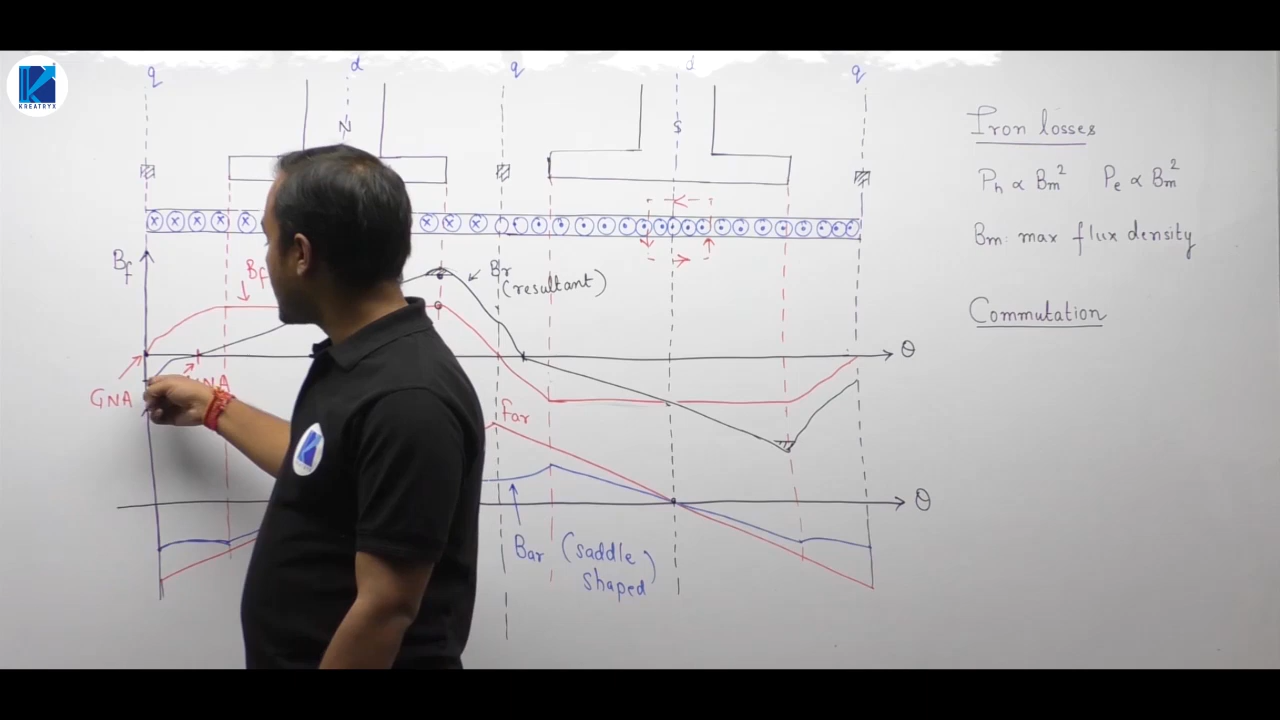 KREATRYX
q d q d q
N S
× × × × × × ×
Bf
Bf
Br
(resultant)
θ
GNA
Far
θ
Bar (saddle shaped)
Iron losses
Ph ∝ Bm² Pe ∝ Bm²
Bm: max flux density
Commutation